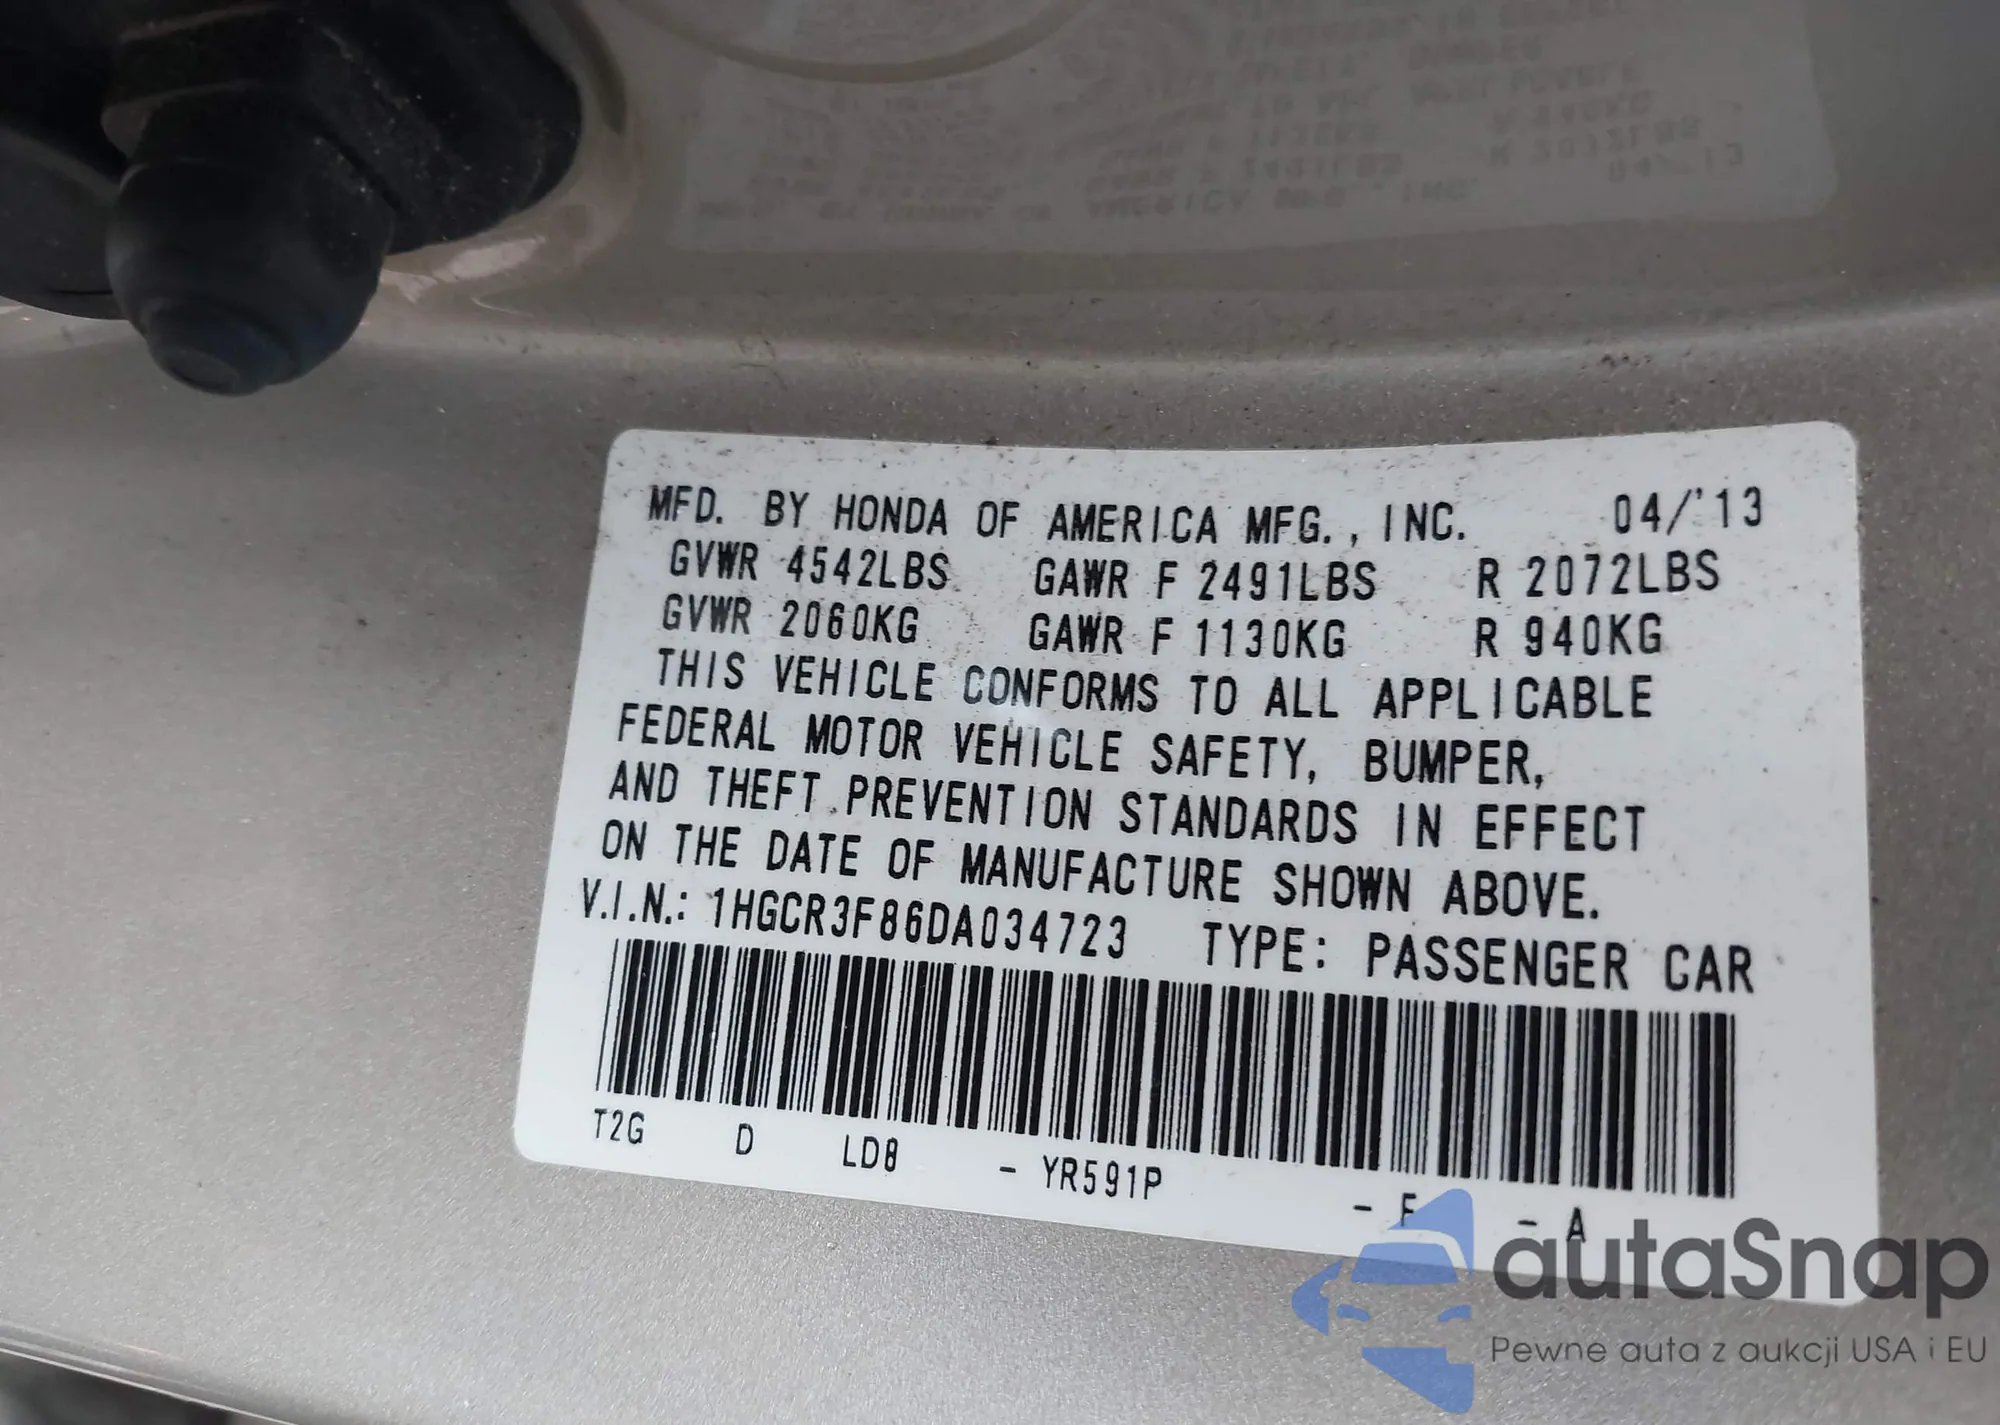 MFD. BY HONDA OF AMERICA MFG., INC. 04/'13
GVWR 4542LBS GAWR F 2491LBS R 2072LBS
GVWR 2060KG GAWR F 1130KG R 940KG
THIS VEHICLE CONFORMS TO ALL APPLICABLE
FEDERAL MOTOR VEHICLE SAFETY, BUMPER,
AND THEFT PREVENTION STANDARDS IN EFFECT
ON THE DATE OF MANUFACTURE SHOWN ABOVE.
V.I.N.: 1HGCR3F86DA034723 TYPE: PASSENGER CAR
T2G D LD8 - YR591P - F - A
autaSnap
Pewne auta z aukcji USA i EU